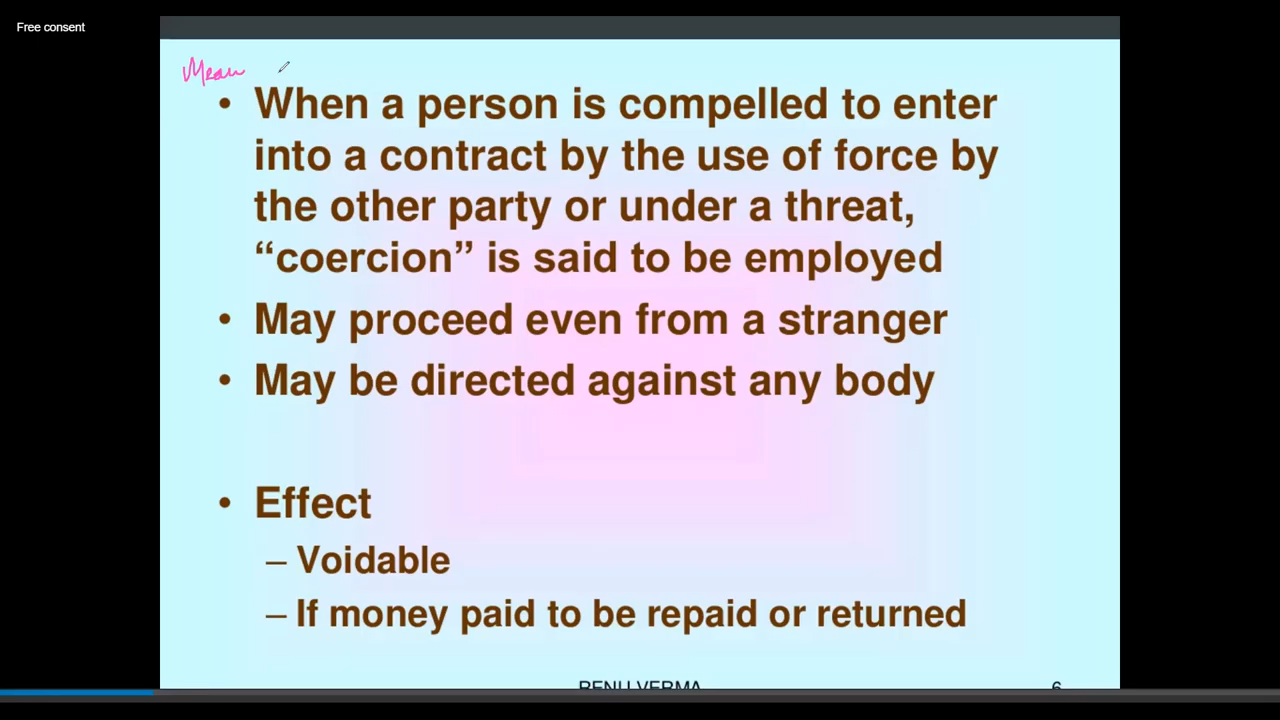 Free consent
Mean
• When a person is compelled to enter
into a contract by the use of force by
the other party or under a threat,
“coercion” is said to be employed
• May proceed even from a stranger
• May be directed against any body
• Effect
– Voidable
– If money paid to be repaid or returned
RENU VERMA 6